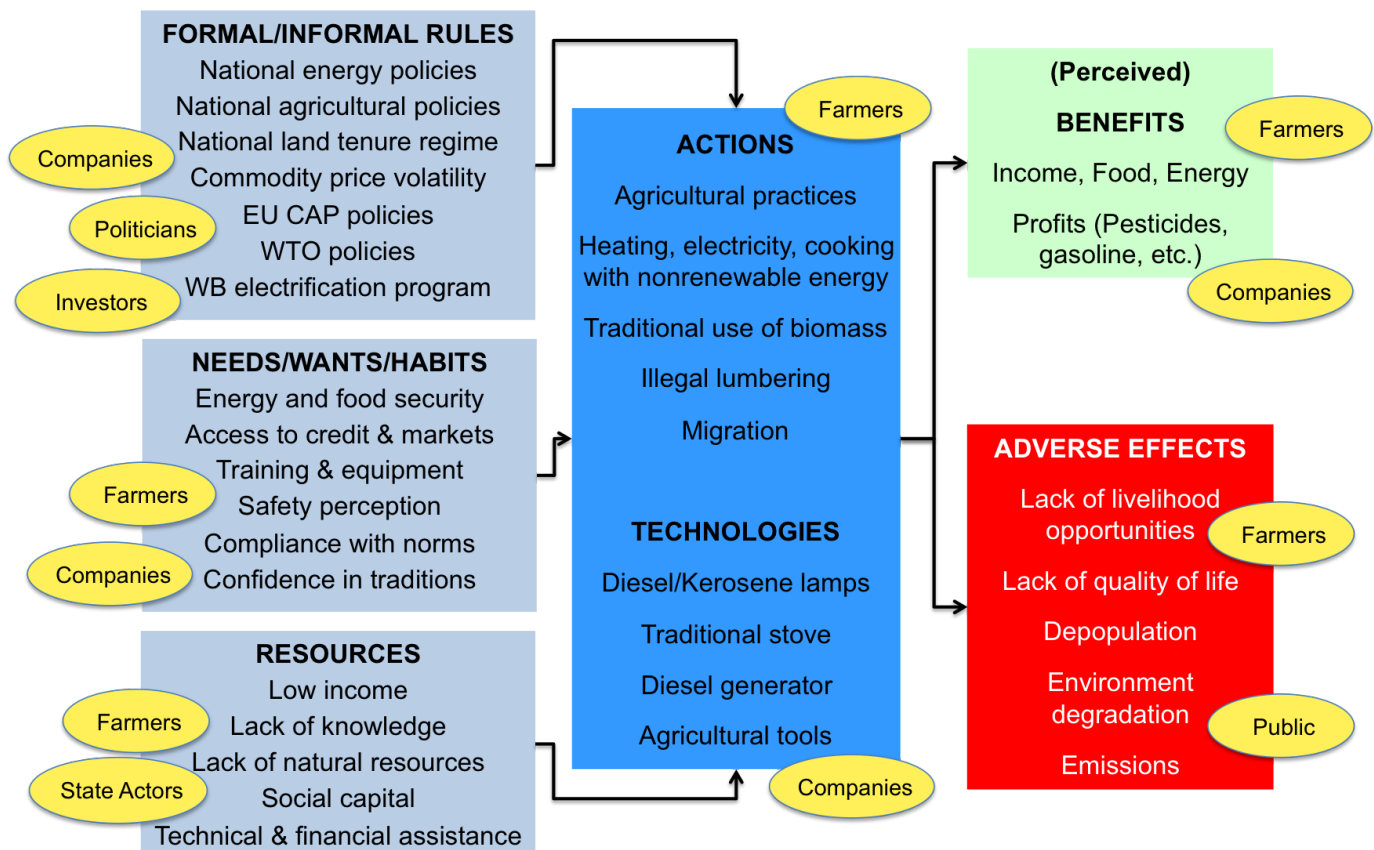 FORMAL/INFORMAL RULES
National energy policies
National agricultural policies
National land tenure regime
Commodity price volatility
EU CAP policies
WTO policies
WB electrification program
Companies
Politicians
Investors
NEEDS/WANTS/HABITS
Energy and food security
Access to credit & markets
Training & equipment
Safety perception
Compliance with norms
Confidence in traditions
Farmers
Companies
RESOURCES
Low income
Lack of knowledge
Lack of natural resources
Social capital
Technical & financial assistance
Farmers
State Actors
Farmers
ACTIONS
Agricultural practices
Heating, electricity, cooking
with nonrenewable energy
Traditional use of biomass
Illegal lumbering
Migration
TECHNOLOGIES
Diesel/Kerosene lamps
Traditional stove
Diesel generator
Agricultural tools
Companies
(Perceived)
BENEFITS
Income, Food, Energy
Profits (Pesticides,
gasoline, etc.)
Farmers
Companies
ADVERSE EFFECTS
Lack of livelihood
opportunities
Lack of quality of life
Depopulation
Environment
degradation
Emissions
Farmers
Public